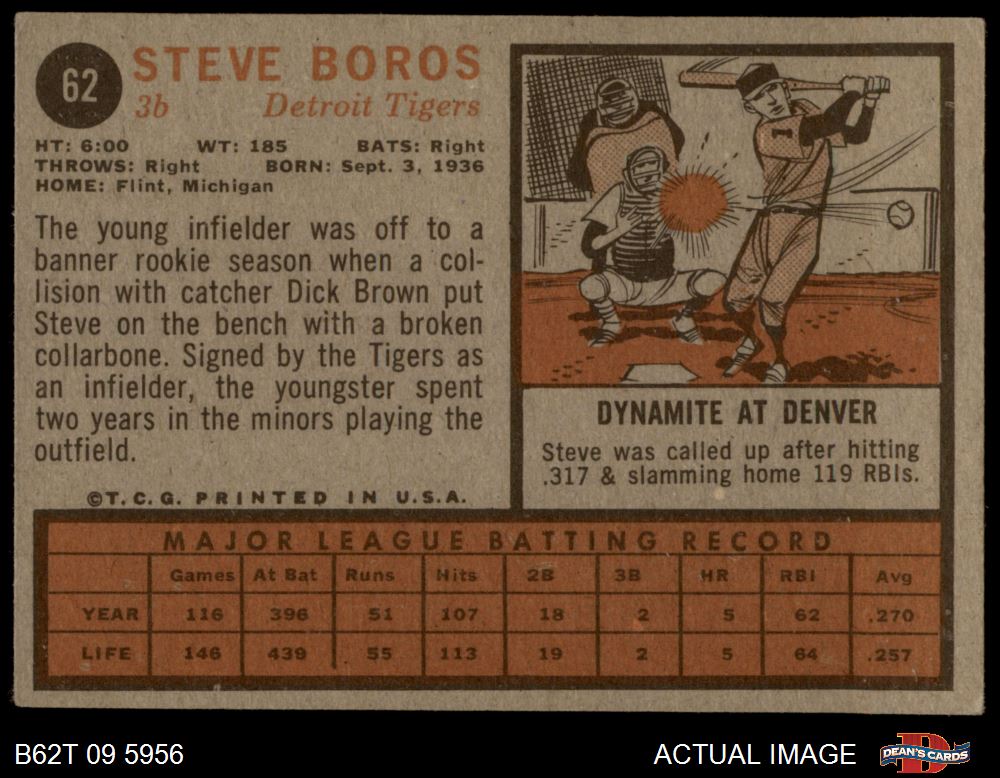 62
STEVE BOROS
3b Detroit Tigers
HT: 6:00 WT: 185 BATS: Right
THROWS: Right BORN: Sept. 3, 1936
HOME: Flint, Michigan
The young infielder was off to a
banner rookie season when a col-
lision with catcher Dick Brown put
Steve on the bench with a broken
collarbone. Signed by the Tigers as
an infielder, the youngster spent
two years in the minors playing the
outfield.
©T.C.G. PRINTED IN U.S.A.
1
DYNAMITE AT DENVER
Steve was called up after hitting
.317 & slamming home 119 RBIs.
MAJOR LEAGUE BATTING RECORD
Games At Bat Runs Hits 2B 3B HR RBI Avg
YEAR 116 396 51 107 18 2 5 62 .270
LIFE 146 439 55 113 19 2 5 64 .257
B62T 09 5956
ACTUAL IMAGE
D
DEAN'S CARDS